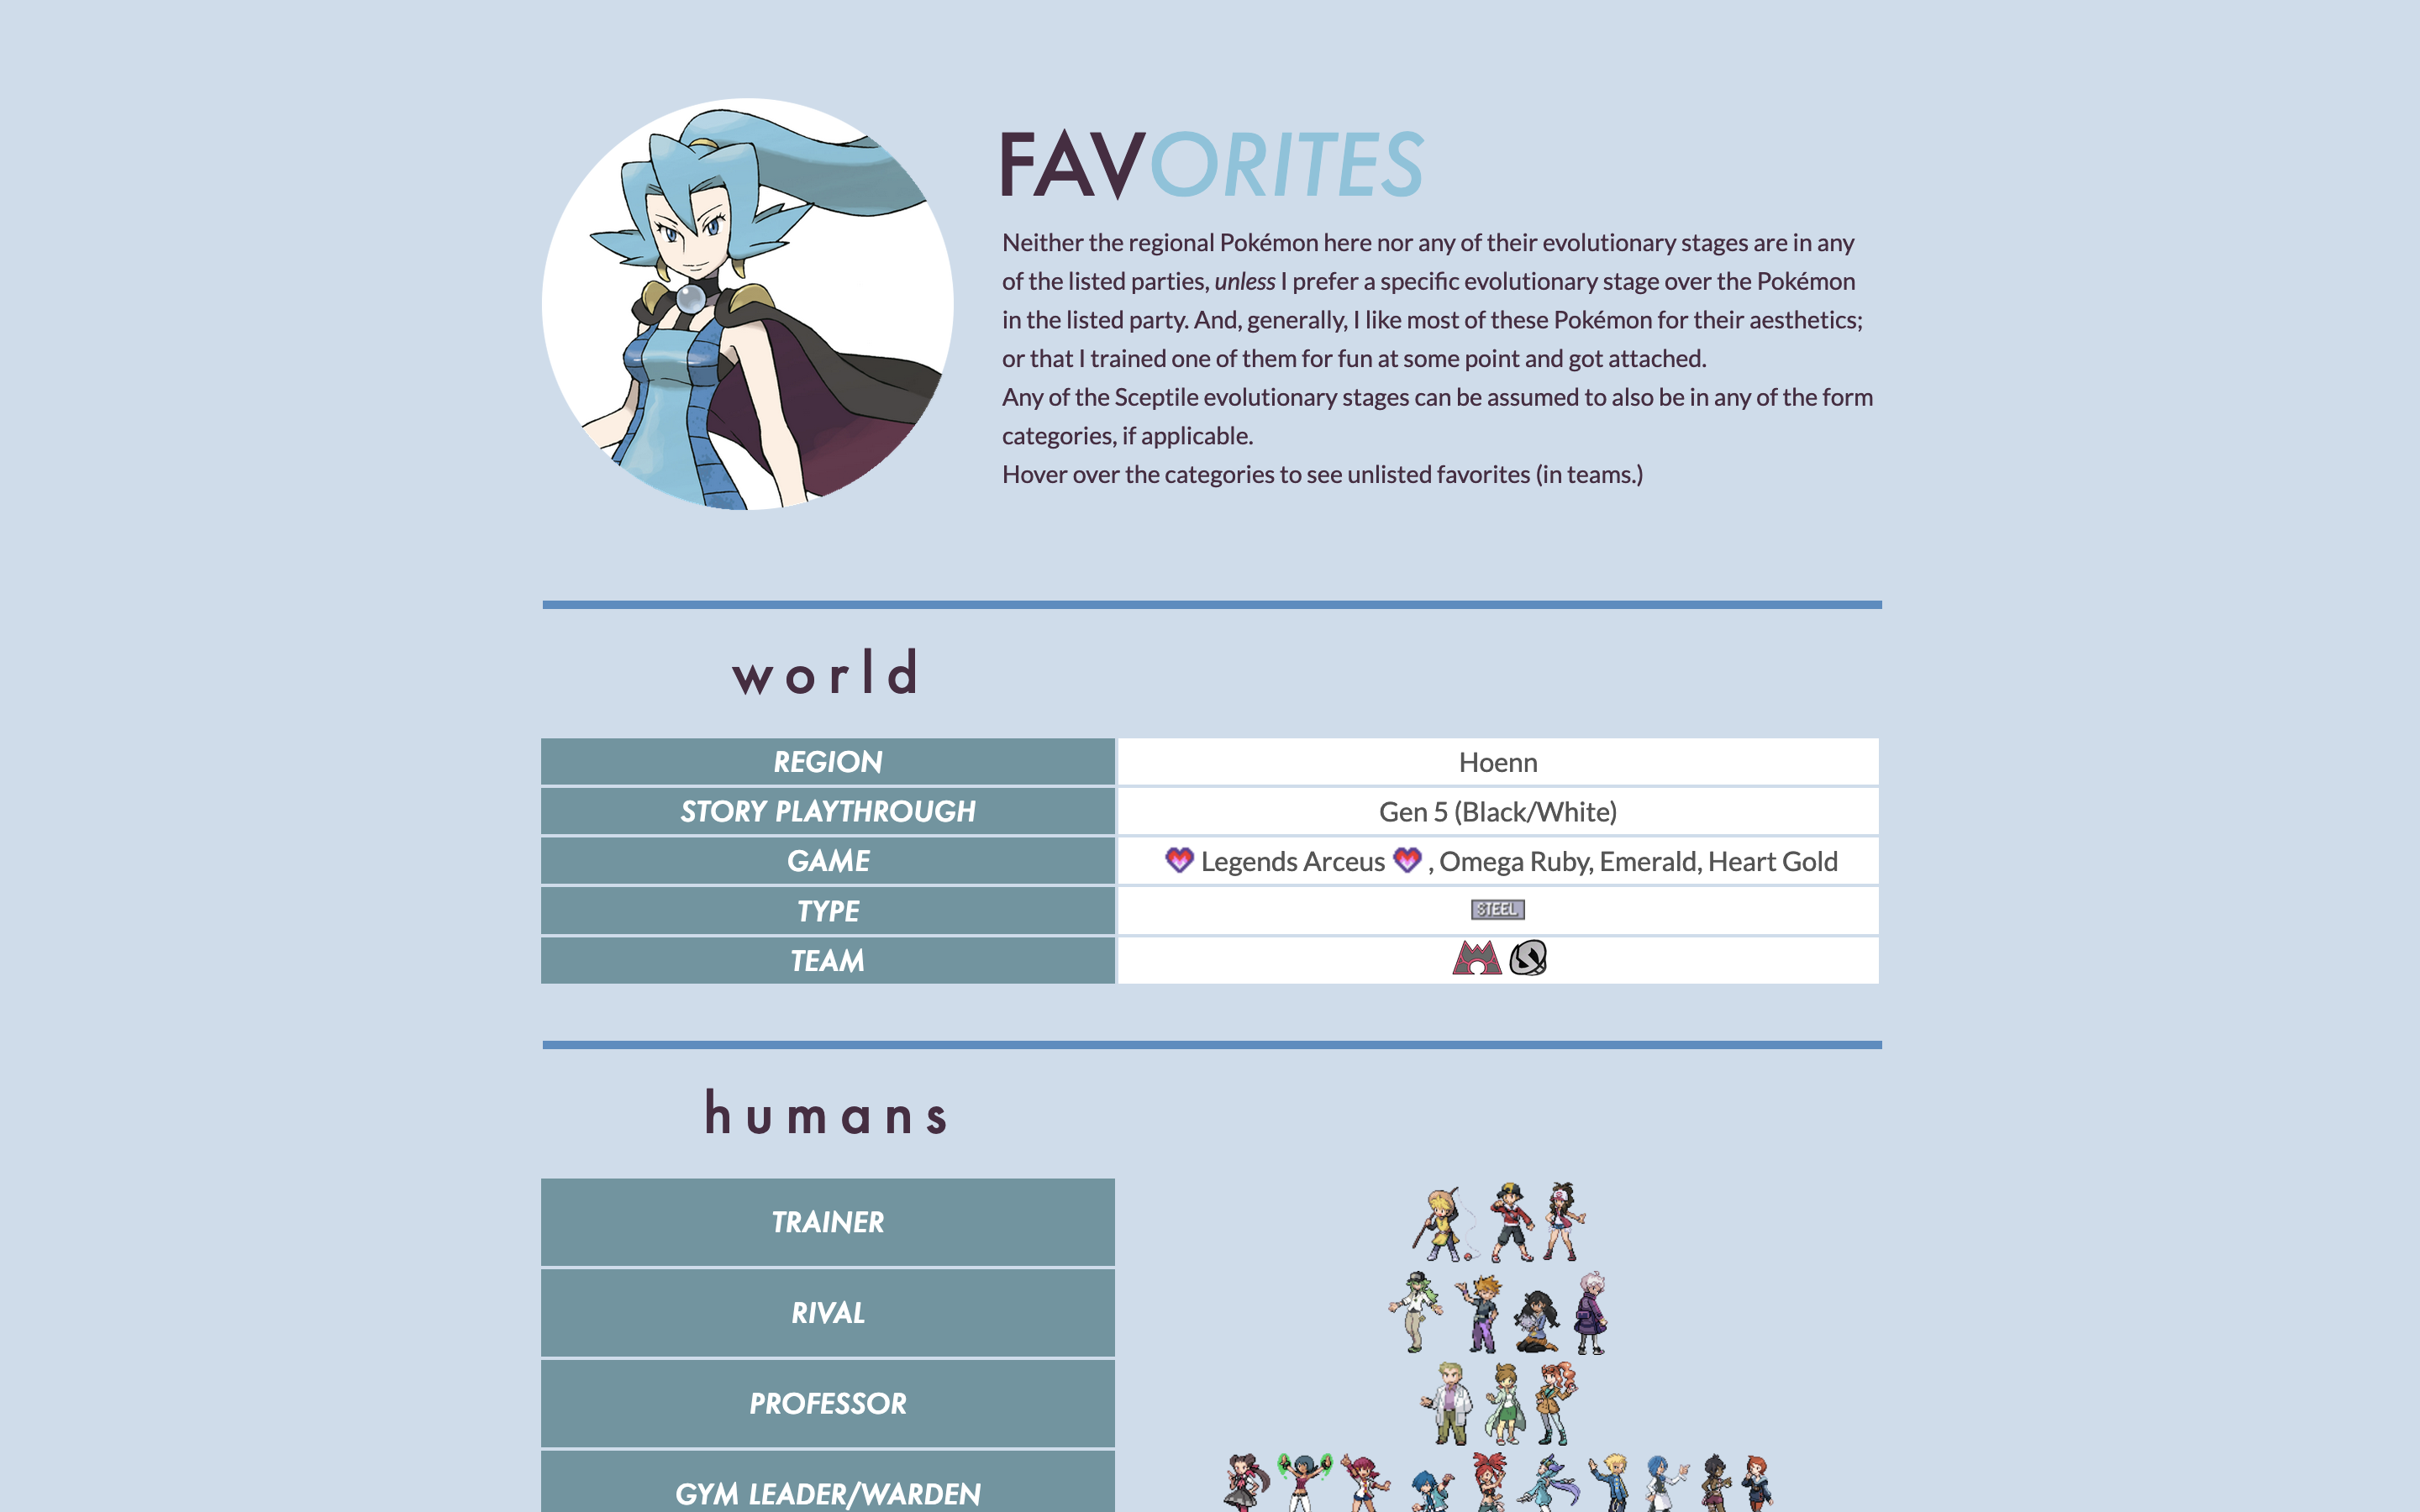 FAVORITES
Neither the regional Pokémon here nor any of their evolutionary stages are in any
of the listed parties, unless I prefer a specific evolutionary stage over the Pokémon
in the listed party. And, generally, I like most of these Pokémon for their aesthetics;
or that I trained one of them for fun at some point and got attached.
Any of the Sceptile evolutionary stages can be assumed to also be in any of the form
categories, if applicable.
Hover over the categories to see unlisted favorites (in teams.)
world
REGION Hoenn
STORY PLAYTHROUGH Gen 5 (Black/White)
GAME Legends Arceus , Omega Ruby, Emerald, Heart Gold
TYPE STEEL
TEAM
humans
TRAINER
RIVAL
PROFESSOR
GYM LEADER/WARDEN